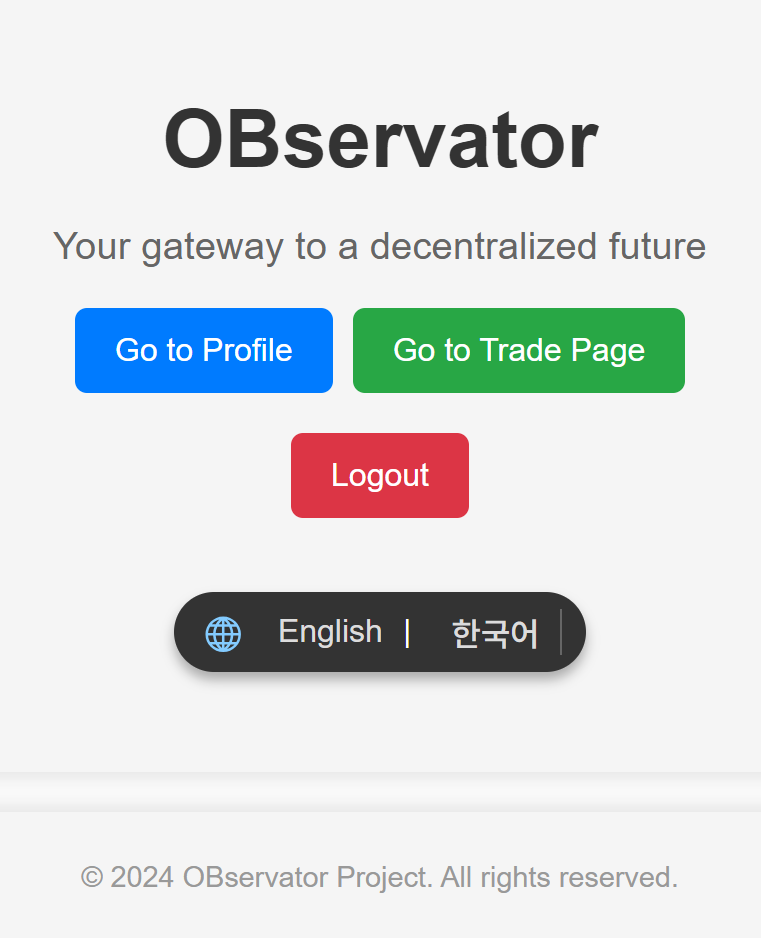 OBservator
Your gateway to a decentralized future
Go to Profile
Go to Trade Page
Logout
English | 한국어
© 2024 OBservator Project. All rights reserved.